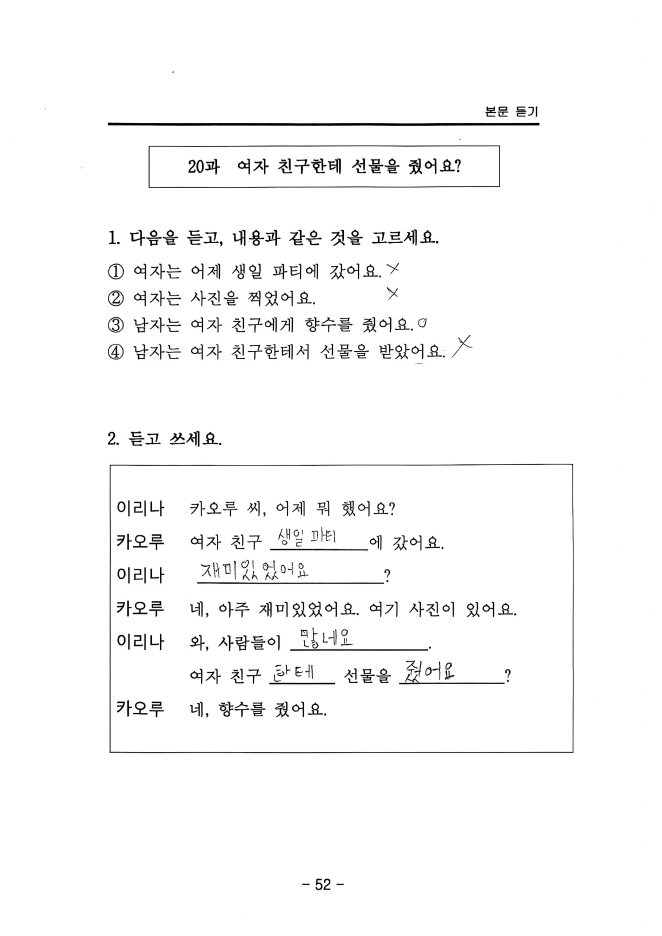 본문 듣기
20과 여자 친구한테 선물을 줬어요?
1. 다음을 듣고, 내용과 같은 것을 고르세요.
① 여자는 어제 생일 파티에 갔어요. X
② 여자는 사진을 찍었어요. X
③ 남자는 여자 친구에게 향수를 줬어요. O
④ 남자는 여자 친구한테서 선물을 받았어요. X
2. 듣고 쓰세요.
이리나 카오루 씨, 어제 뭐 했어요?
카오루 여자 친구 생일 파티에 갔어요.
이리나 재미있었어요?
카오루 네, 아주 재미있었어요. 여기 사진이 있어요.
이리나 와, 사람들이 많네요.
여자 친구 한테 선물을 줬어요?
카오루 네, 향수를 줬어요.
- 52 -